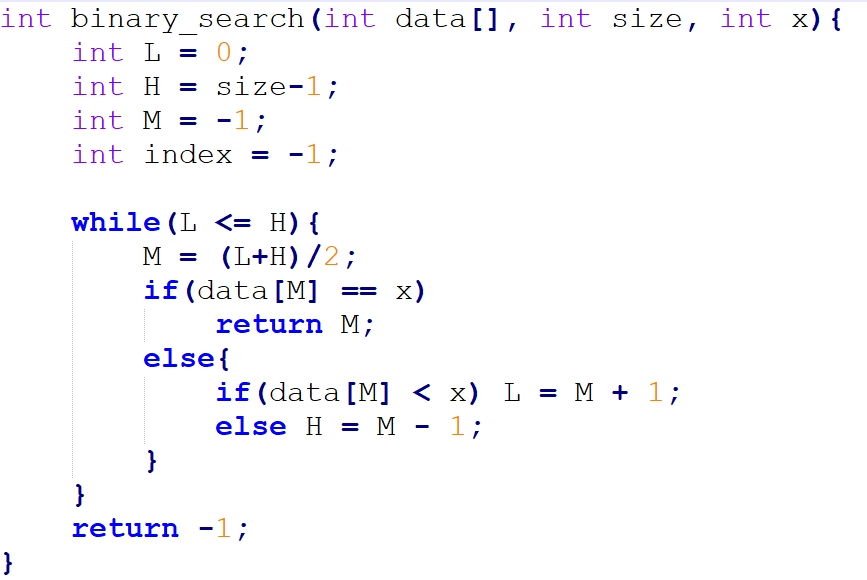 int binary_search(int data[], int size, int x){
    int L = 0;
    int H = size-1;
    int M = -1;
    int index = -1;

    while(L <= H){
        M = (L+H)/2;
        if(data[M] == x)
            return M;
        else{
            if(data[M] < x) L = M + 1;
            else H = M - 1;
        }
    }
    return -1;
}